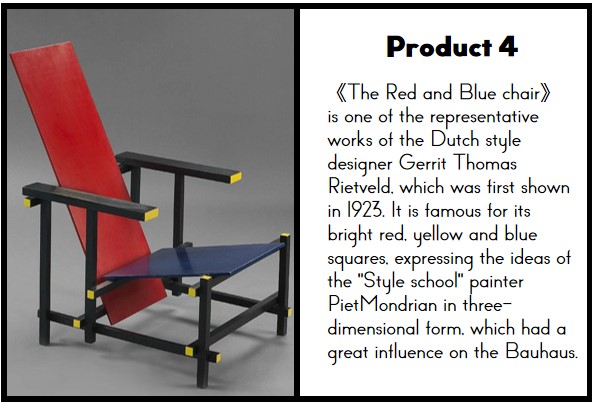 Product 4
《The Red and Blue chair》
is one of the representative
works of the Dutch style
designer Gerrit Thomas
Rietveld, which was first shown
in 1923. It is famous for its
bright red, yellow and blue
squares, expressing the ideas of
the "Style school" painter
PietMondrian in three-
dimensional form, which had a
great influence on the Bauhaus.